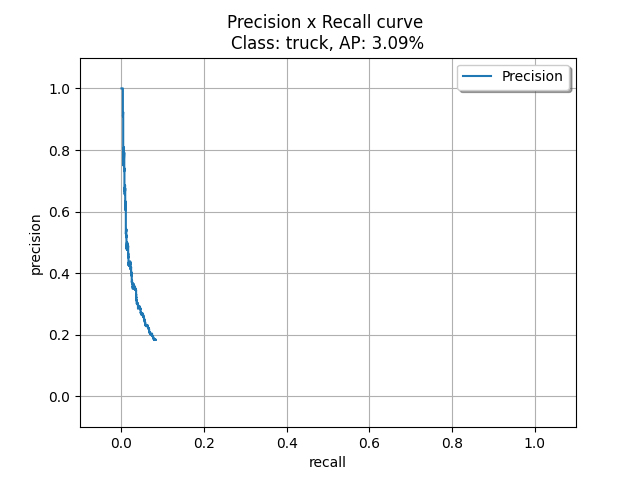 Precision x Recall curve
Class: truck, AP: 3.09%
Precision
1.0
0.8
0.6
0.4
0.2
0.0
precision
0.0 0.2 0.4 0.6 0.8 1.0
recall